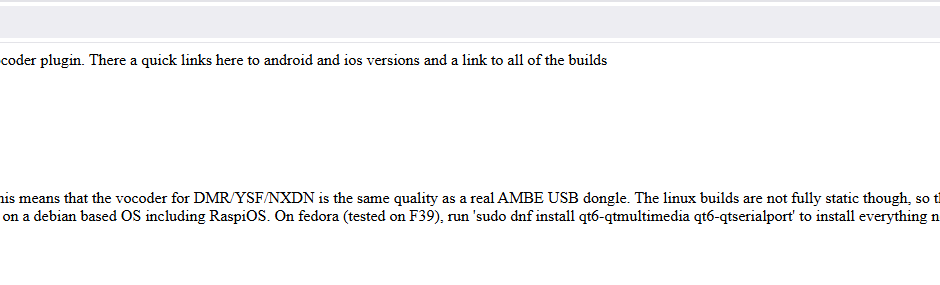 coder plugin. There a quick links here to android and ios versions and a link to all of the builds
his means that the vocoder for DMR/YSF/NXDN is the same quality as a real AMBE USB dongle. The linux builds are not fully static though, so
on a debian based OS including RaspiOS. On fedora (tested on F39), run 'sudo dnf install qt6-qtmultimedia qt6-qtserialport' to install everything